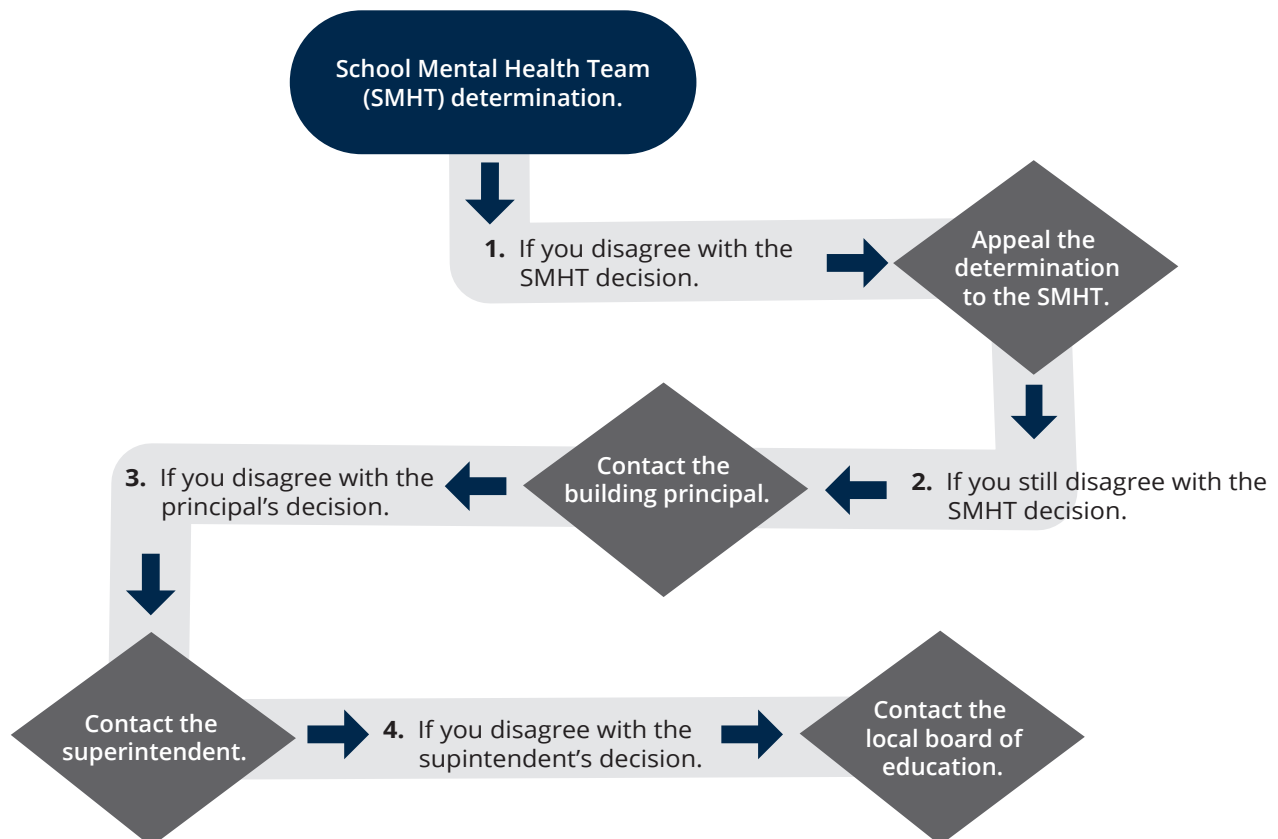 School Mental Health Team
(SMHT) determination.
1. If you disagree with the
SMHT decision.
Appeal the
determination
to the SMHT.
2. If you still disagree with the
SMHT decision.
Contact the
building principal.
3. If you disagree with the
principal’s decision.
Contact the
superintendent.
4. If you disagree with the
supintendent’s decision.
Contact the
local board of
education.